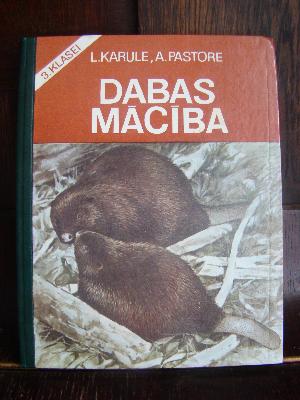 3. KLASEI
L.KARULE, A.PASTORE
DABAS
MĀCĪBA